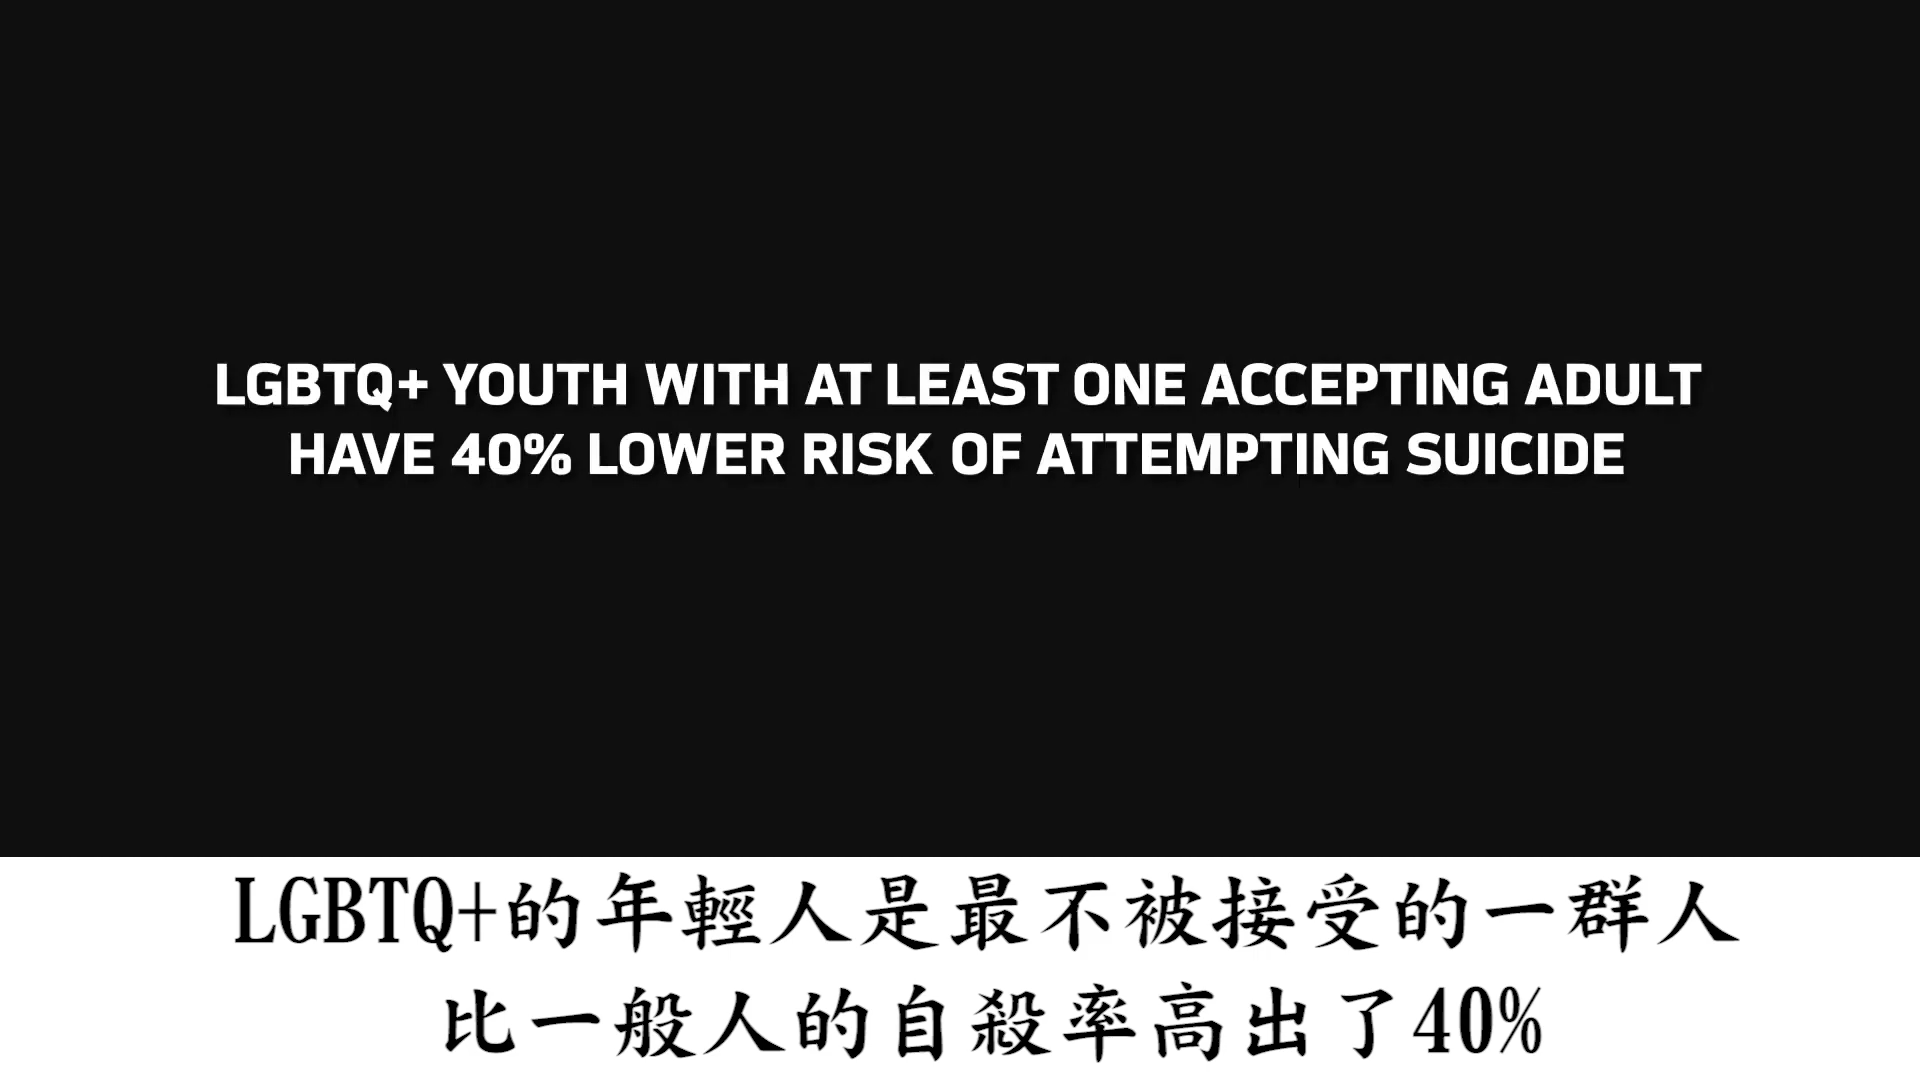 LGBTQ+ YOUTH WITH AT LEAST ONE ACCEPTING ADULT
HAVE 40% LOWER RISK OF ATTEMPTING SUICIDE
LGBTQ+的年輕人是最不被接受的一群人
比一般人的自殺率高出了40%